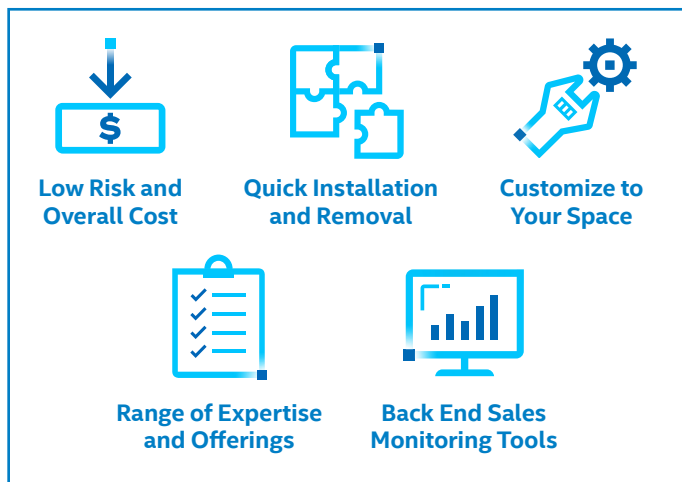 $
Low Risk and
Overall Cost
Quick Installation
and Removal
Customize to
Your Space
Range of Expertise
and Offerings
Back End Sales
Monitoring Tools